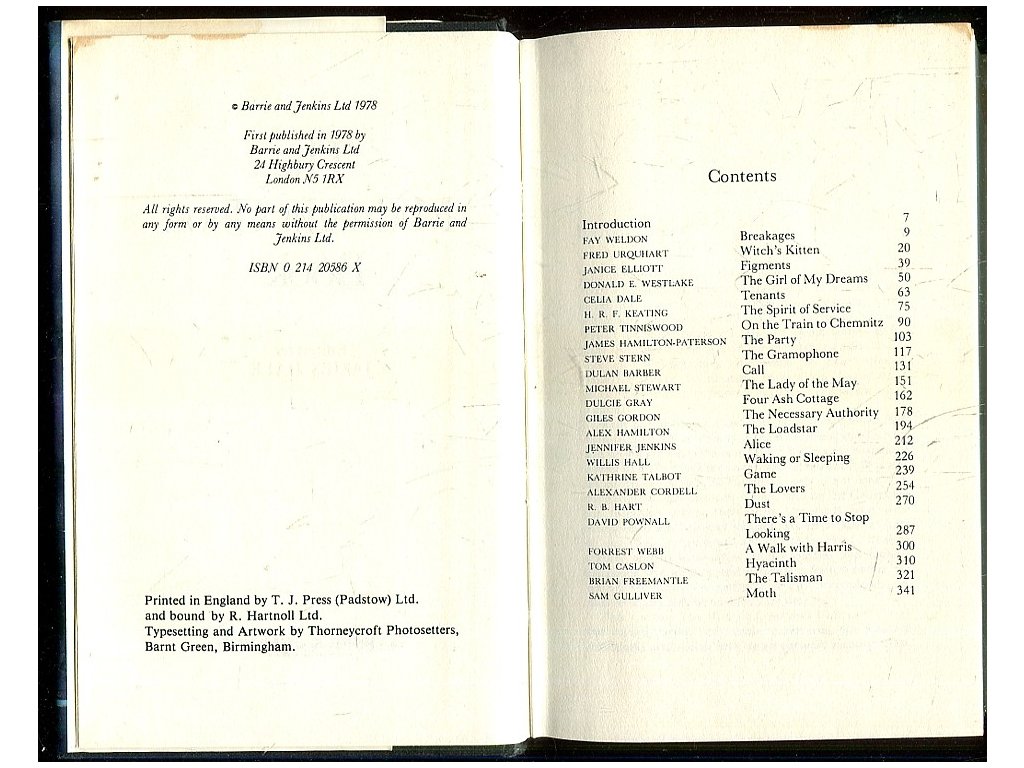 © Barrie and Jenkins Ltd 1978
First published in 1978 by
Barrie and Jenkins Ltd
24 Highbury Crescent
London N5 1RX
All rights reserved. No part of this publication may be reproduced in
any form or by any means without the permission of Barrie and
Jenkins Ltd.
ISBN 0 214 20586 X
Printed in England by T. J. Press (Padstow) Ltd.
and bound by R. Hartnoll Ltd.
Typesetting and Artwork by Thorneycroft Photosetters,
Barnt Green, Birmingham.
Contents
Introduction 7
FAY WELDON Breakages 9
FRED URQUHART Witch's Kitten 20
JANICE ELLIOTT Figments 39
DONALD E. WESTLAKE The Girl of My Dreams 50
CELIA DALE Tenants 63
H. R. F. KEATING The Spirit of Service 75
PETER TINNISWOOD On the Train to Chemnitz 90
JAMES HAMILTON-PATERSON The Party 103
STEVE STERN The Gramophone 117
DULAN BARBER Call 131
MICHAEL STEWART The Lady of the May 151
DULCIE GRAY Four Ash Cottage 162
GILES GORDON The Necessary Authority 178
ALEX HAMILTON The Loadstar 194
JENNIFER JENKINS Alice 212
WILLIS HALL Waking or Sleeping 226
KATHRINE TALBOT Game 239
ALEXANDER CORDELL The Lovers 254
R. B. HART Dust 270
DAVID POWNALL There's a Time to Stop
Looking 287
FORREST WEBB A Walk with Harris 300
TOM CASLON Hyacinth 310
BRIAN FREEMANTLE The Talisman 321
SAM GULLIVER Moth 341